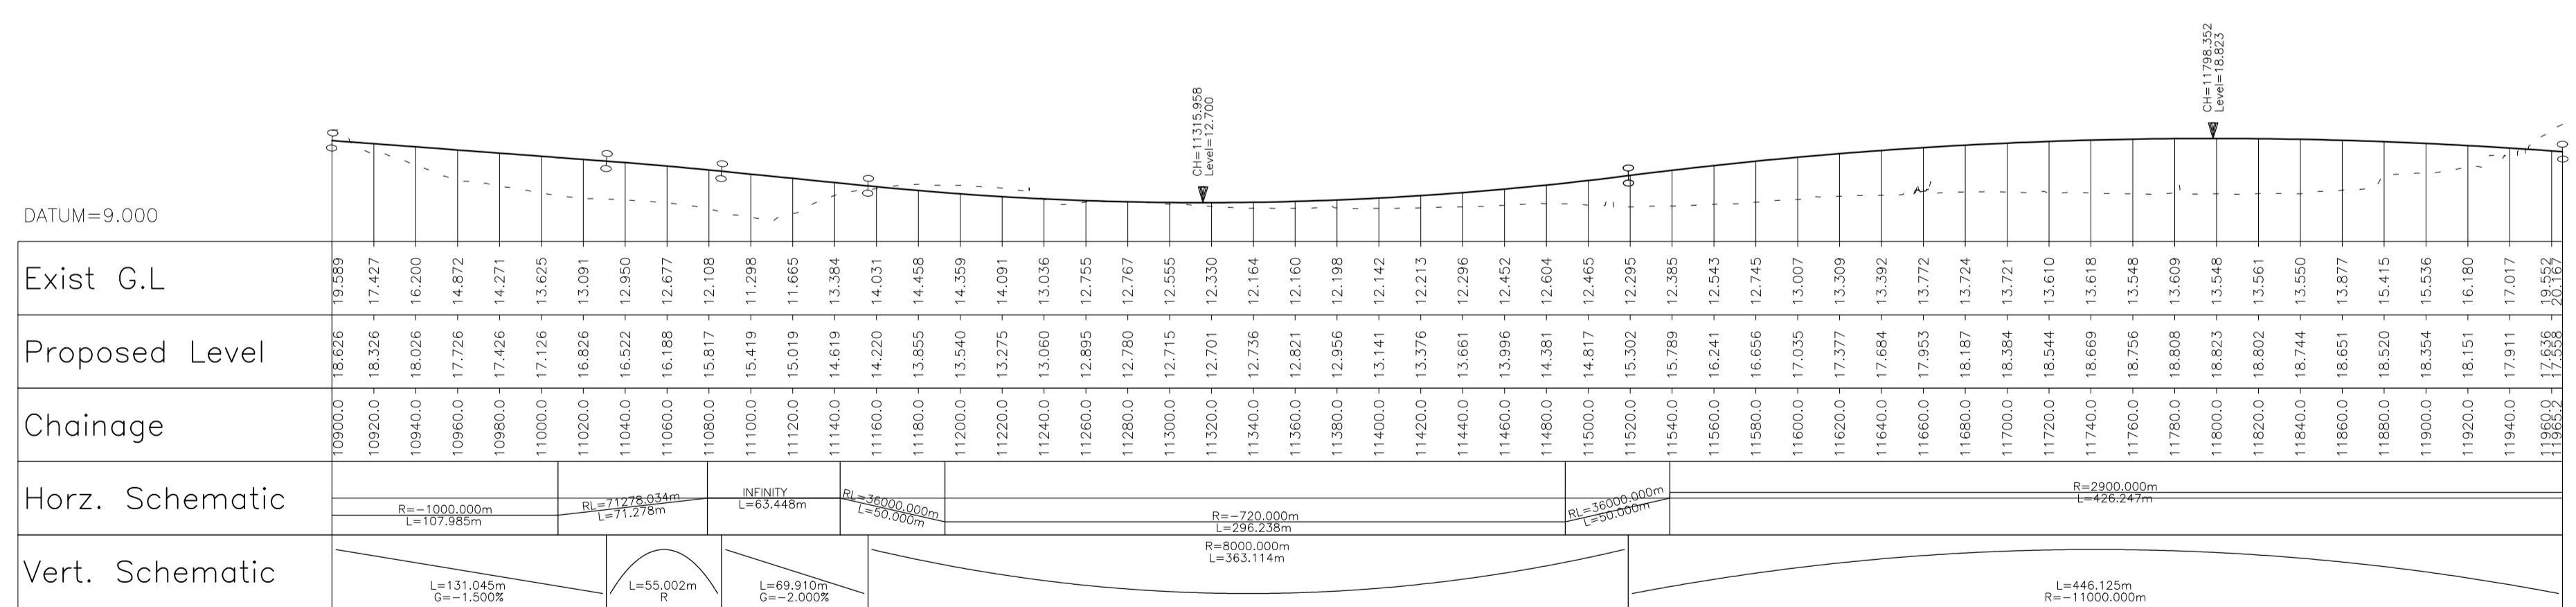 CH=11798.352
Level=18.823
CH=11315.958
Level=12.700
DATUM=9.000
Exist G.L 19.589 17.427 16.200 14.872 14.271 13.625 13.091 12.950 12.677 12.108 11.298 11.665 13.384 14.031 14.458 14.359 14.091 13.036 12.755 12.767 12.555 12.330 12.164 12.160 12.198 12.142 12.213 12.296 12.452 12.604 12.465 12.295 12.385 12.543 12.745 13.007 13.309 13.392 13.772 13.724 13.721 13.610 13.618 13.548 13.609 13.548 13.561 13.550 13.877 15.415 15.536 16.180 17.017 19.552 20.167
Proposed Level 18.626 18.326 18.026 17.726 17.426 17.126 16.826 16.522 16.188 15.817 15.419 15.019 14.619 14.220 13.855 13.540 13.275 13.060 12.895 12.780 12.715 12.701 12.736 12.821 12.956 13.141 13.376 13.661 13.996 14.381 14.817 15.302 15.789 16.241 16.656 17.035 17.377 17.684 17.953 18.187 18.384 18.544 18.669 18.756 18.808 18.823 18.802 18.744 18.651 18.520 18.354 18.151 17.911 17.636 17.558
Chainage 10900.0 10920.0 10940.0 10960.0 10980.0 11000.0 11020.0 11040.0 11060.0 11080.0 11100.0 11120.0 11140.0 11160.0 11180.0 11200.0 11220.0 11240.0 11260.0 11280.0 11300.0 11320.0 11340.0 11360.0 11380.0 11400.0 11420.0 11440.0 11460.0 11480.0 11500.0 11520.0 11540.0 11560.0 11580.0 11600.0 11620.0 11640.0 11660.0 11680.0 11700.0 11720.0 11740.0 11760.0 11780.0 11800.0 11820.0 11840.0 11860.0 11880.0 11900.0 11920.0 11940.0 11960.0 11965.2
Horz. Schematic
R=-1000.000m
L=107.985m
RL=71278.034m
L=71.278m
INFINITY
L=63.448m
RL=36000.000m
L=50.000m
R=-720.000m
L=296.238m
RL=36000.000m
L=50.000m
R=2900.000m
L=426.247m
Vert. Schematic
L=131.045m
G=-1.500%
L=55.002m
R
L=69.910m
G=-2.000%
R=8000.000m
L=363.114m
L=446.125m
R=-11000.000m